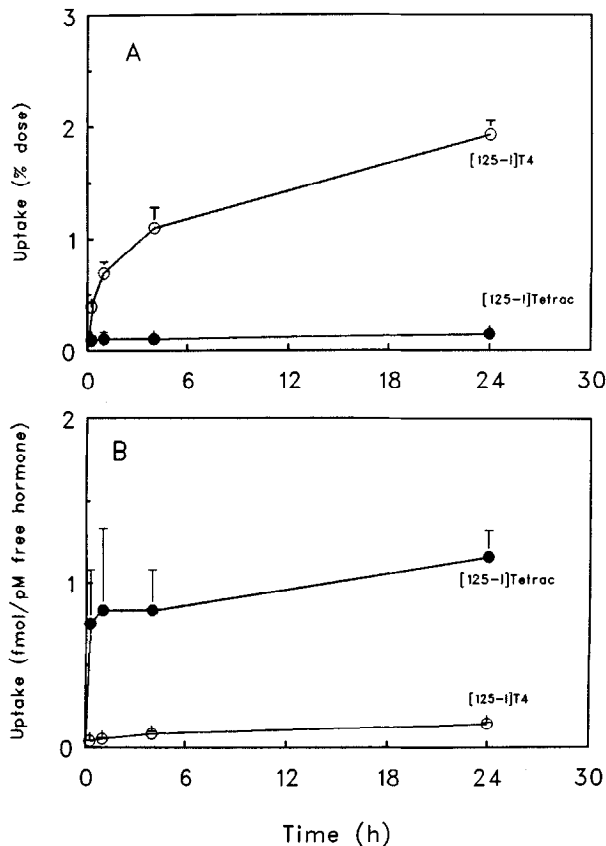 3
A
2
[125-I]T4
Uptake (% dose)
1
[125-I]Tetrac
0
0 6 12 18 24 30
2
B
[125-I]Tetrac
1
Uptake (fmol/pM free hormone)
[125-I]T4
0
0 6 12 18 24 30
Time (h)